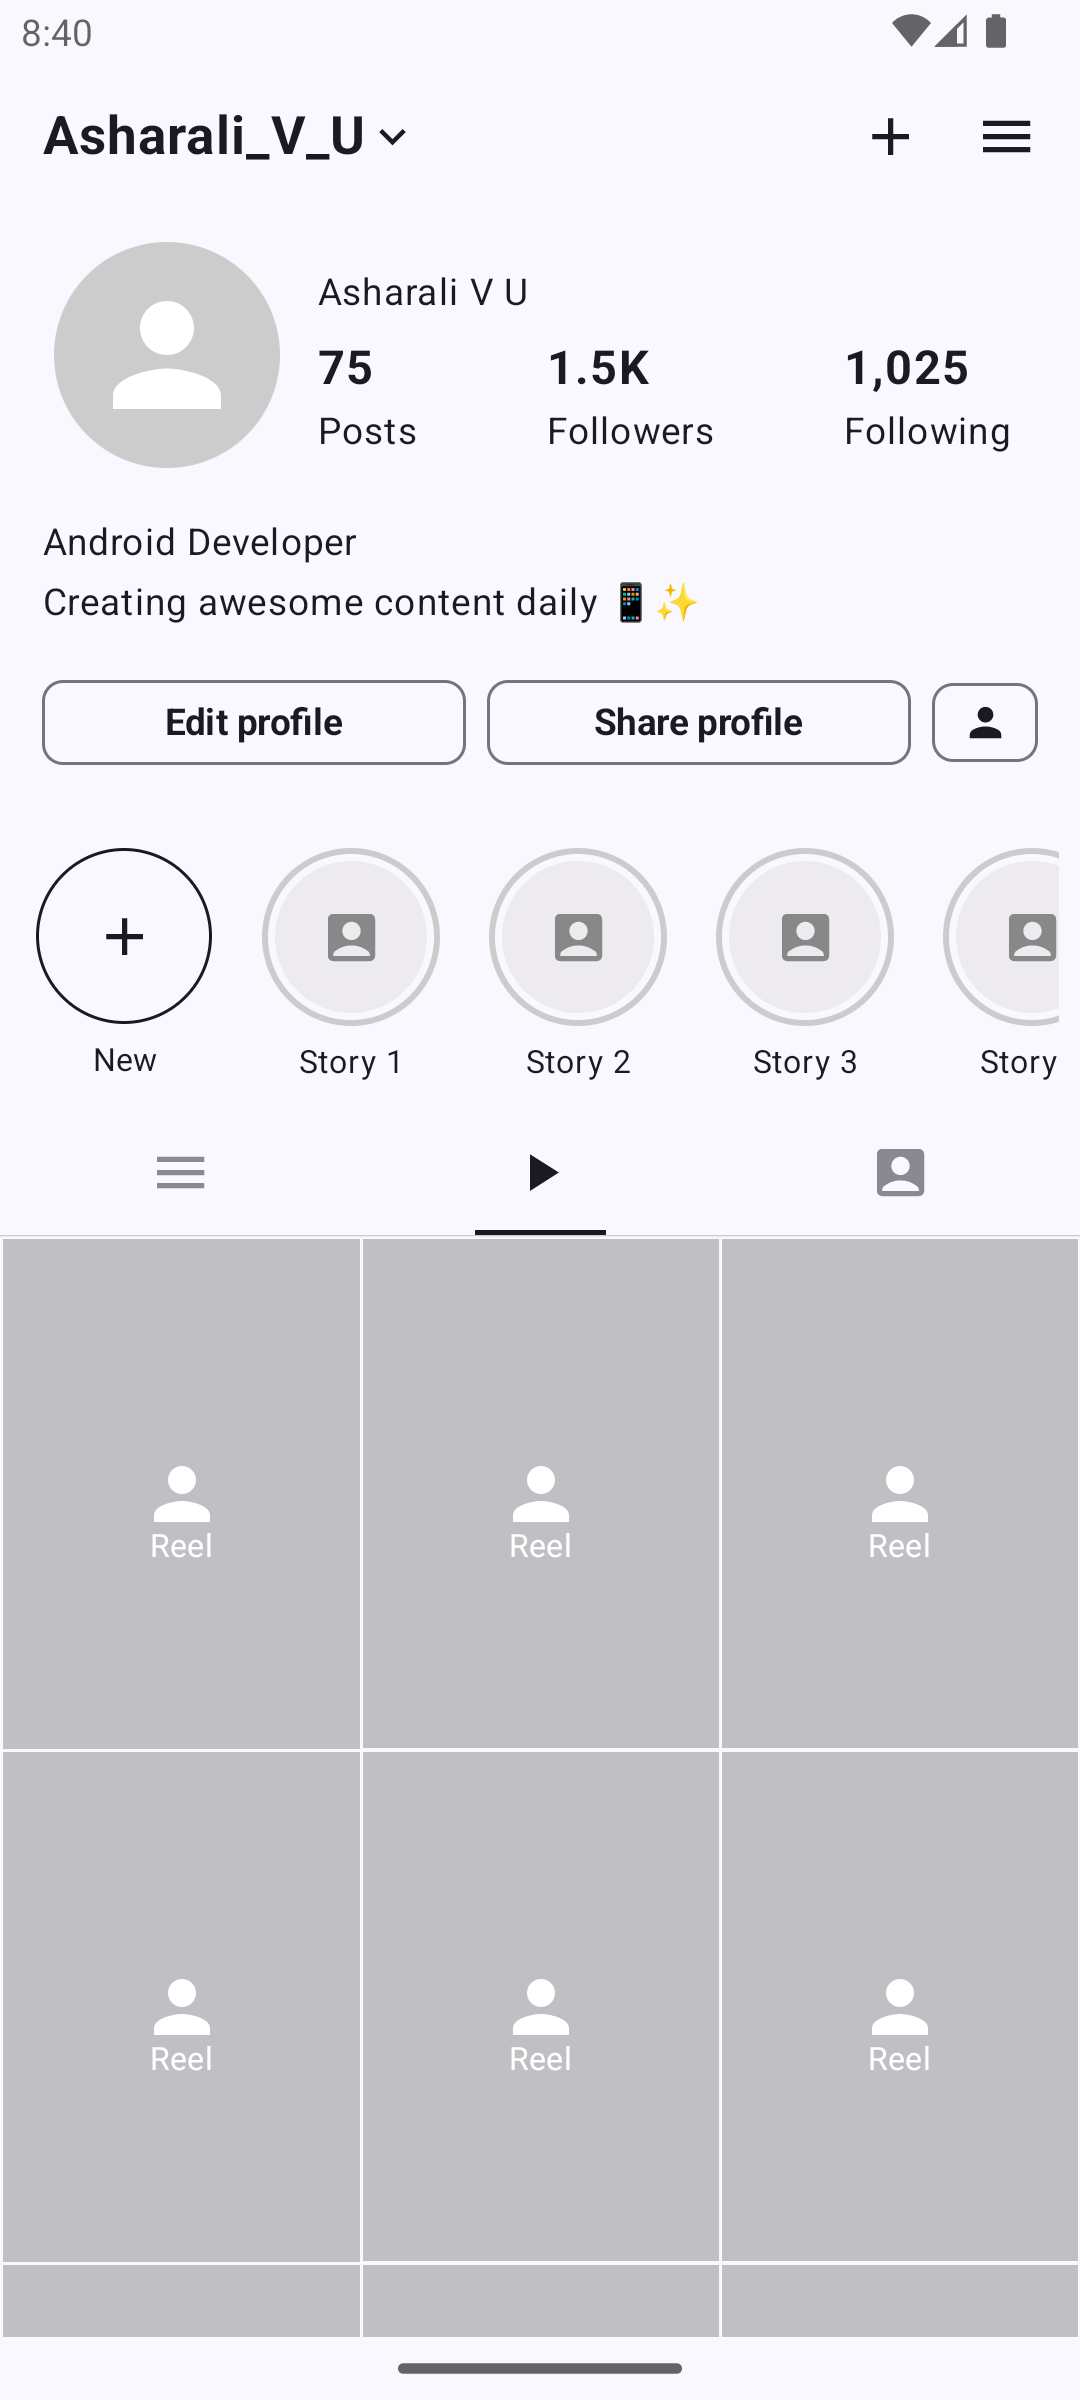 8:40
Asharali_V_U
Asharali V U
75 1.5K 1,025
Posts Followers Following
Android Developer
Creating awesome content daily 📱✨
Edit profile Share profile
New Story 1 Story 2 Story 3 Story
Reel Reel Reel
Reel Reel Reel